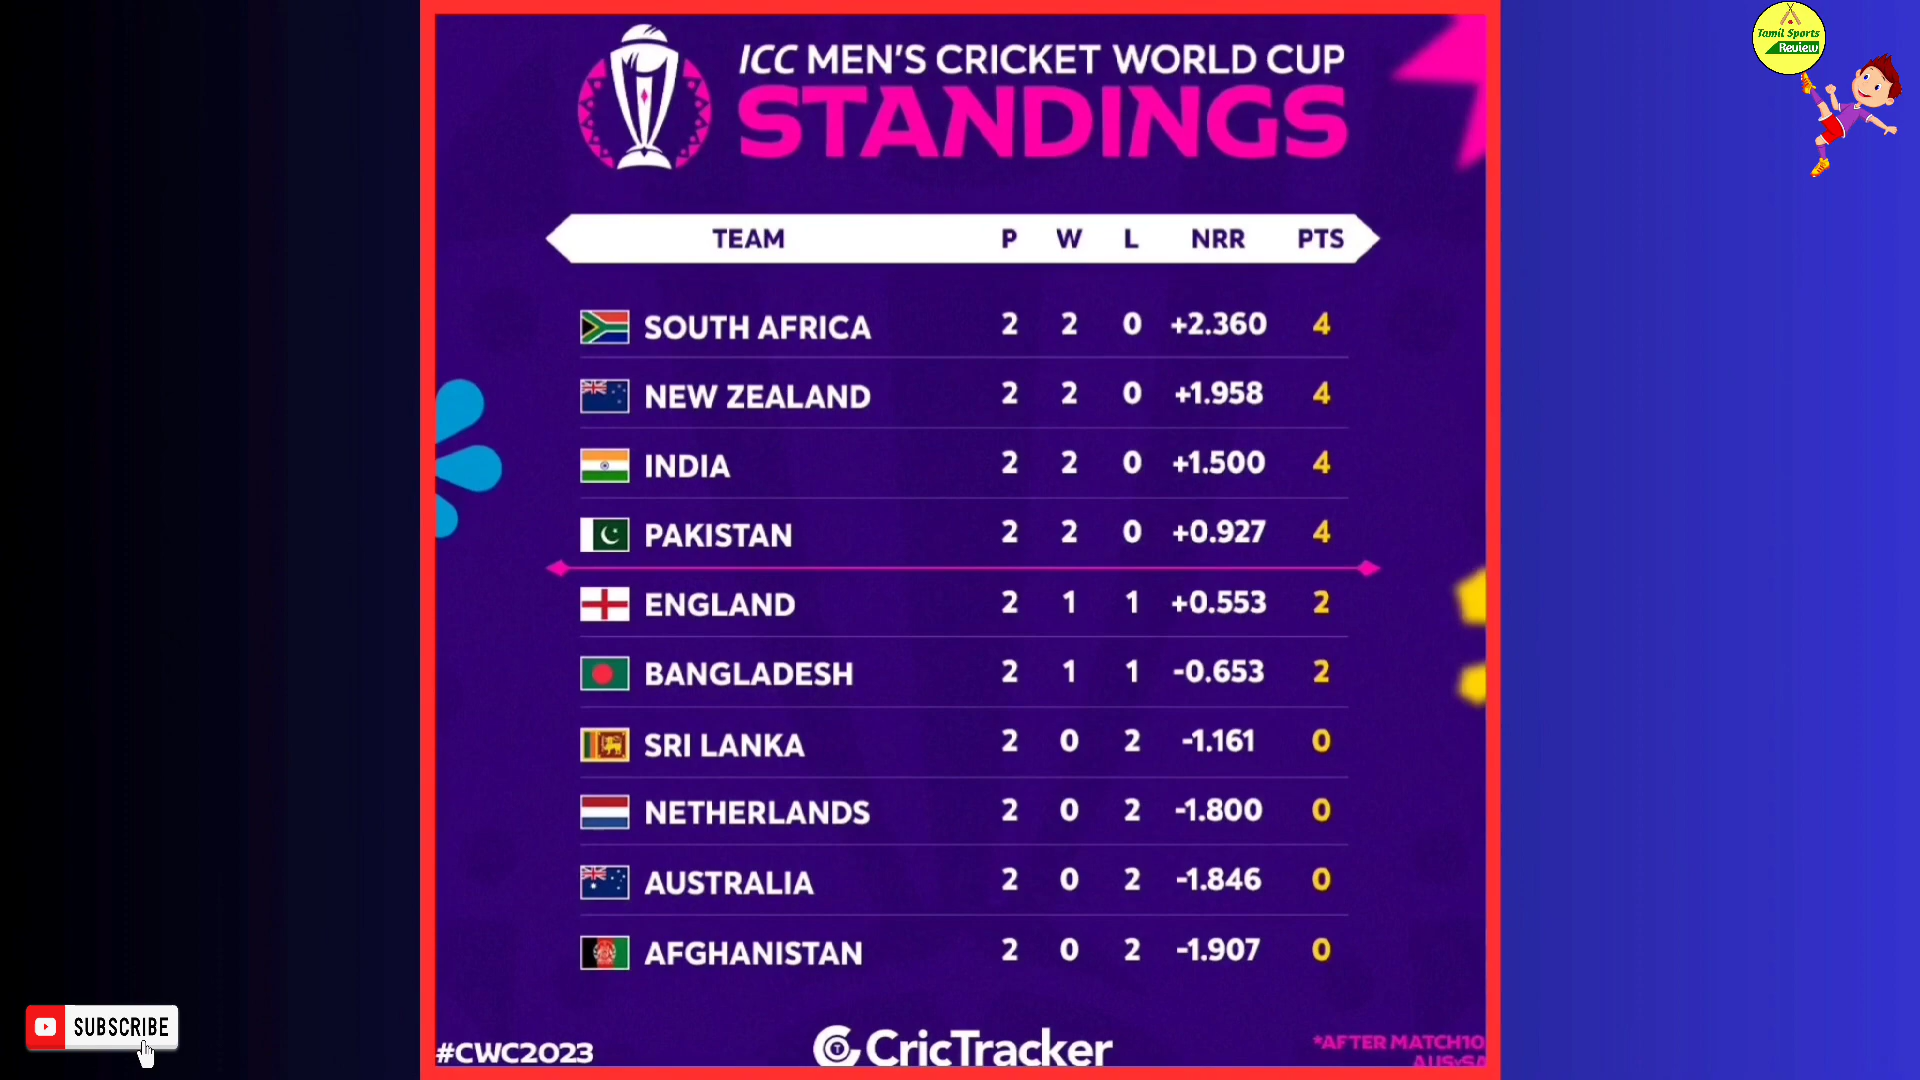 Tamil Sports
Review
ICC MEN'S CRICKET WORLD CUP
STANDINGS
TEAM P W L NRR PTS
SOUTH AFRICA 2 2 0 +2.360 4
NEW ZEALAND 2 2 0 +1.958 4
INDIA 2 2 0 +1.500 4
PAKISTAN 2 2 0 +0.927 4
ENGLAND 2 1 1 +0.553 2
BANGLADESH 2 1 1 -0.653 2
SRI LANKA 2 0 2 -1.161 0
NETHERLANDS 2 0 2 -1.800 0
AUSTRALIA 2 0 2 -1.846 0
AFGHANISTAN 2 0 2 -1.907 0
SUBSCRIBE
#CWC2023
CricTracker
*AFTER MATCH10
AUSvSA